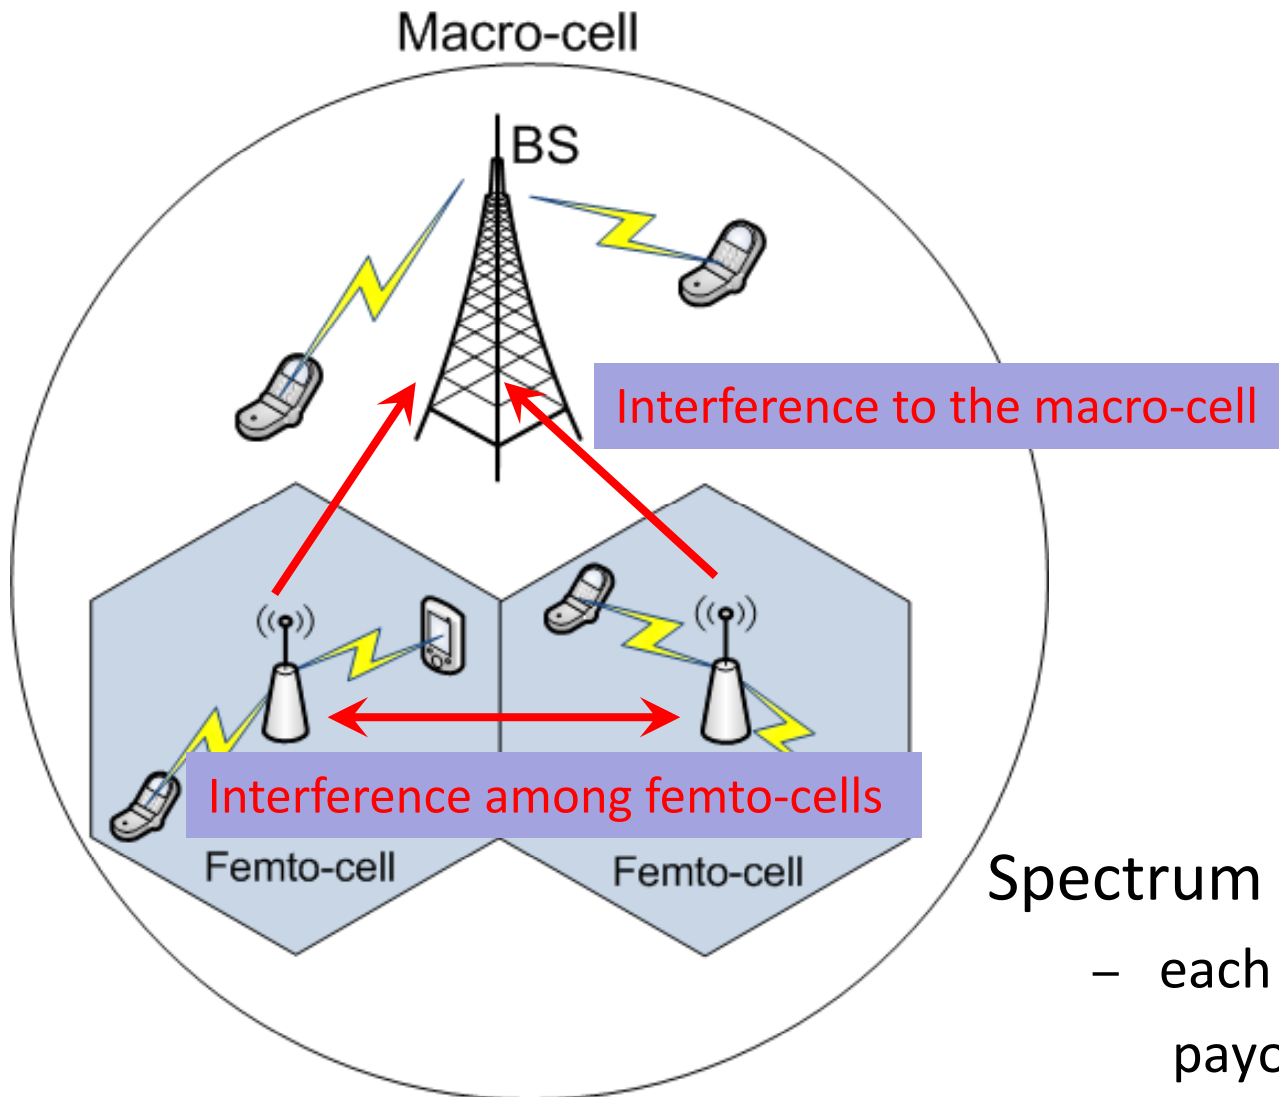 Macro-cell
BS
Interference to the macro-cell
Interference among femto-cells
Femto-cell
Femto-cell
Spectrum
– each